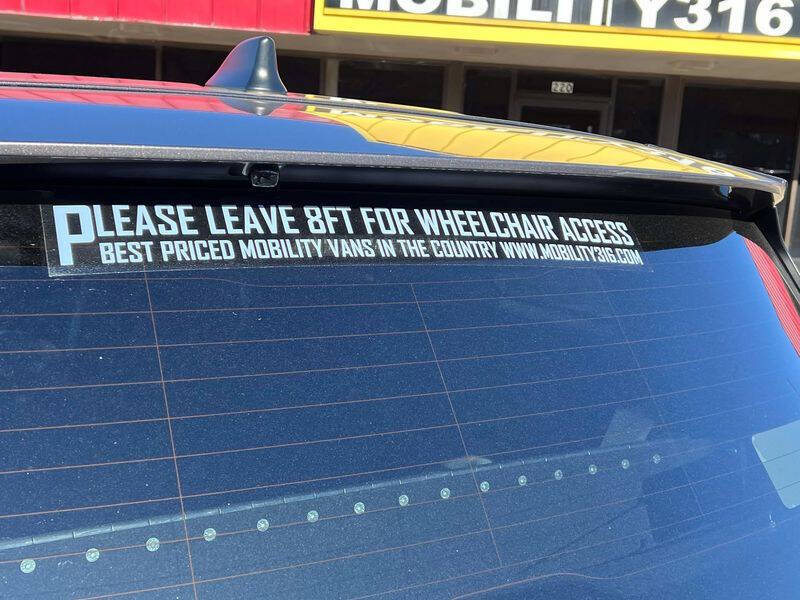 MOBILITY316
220
PLEASE LEAVE 8FT FOR WHEELCHAIR ACCESS
BEST PRICED MOBILITY VANS IN THE COUNTRY WWW.MOBILITY316.COM